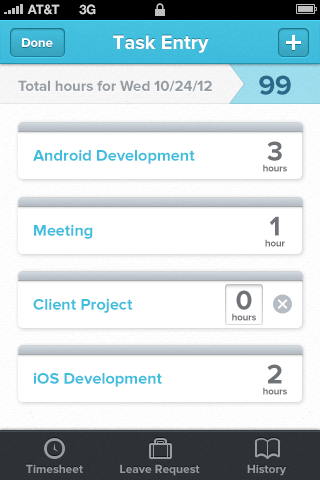 AT&T 3G
Done Task Entry +
Total hours for Wed 10/24/12 99
Android Development 3
hours
Meeting 1
hour
Client Project 0
hours
iOS Development 2
hours
Timesheet Leave Request History